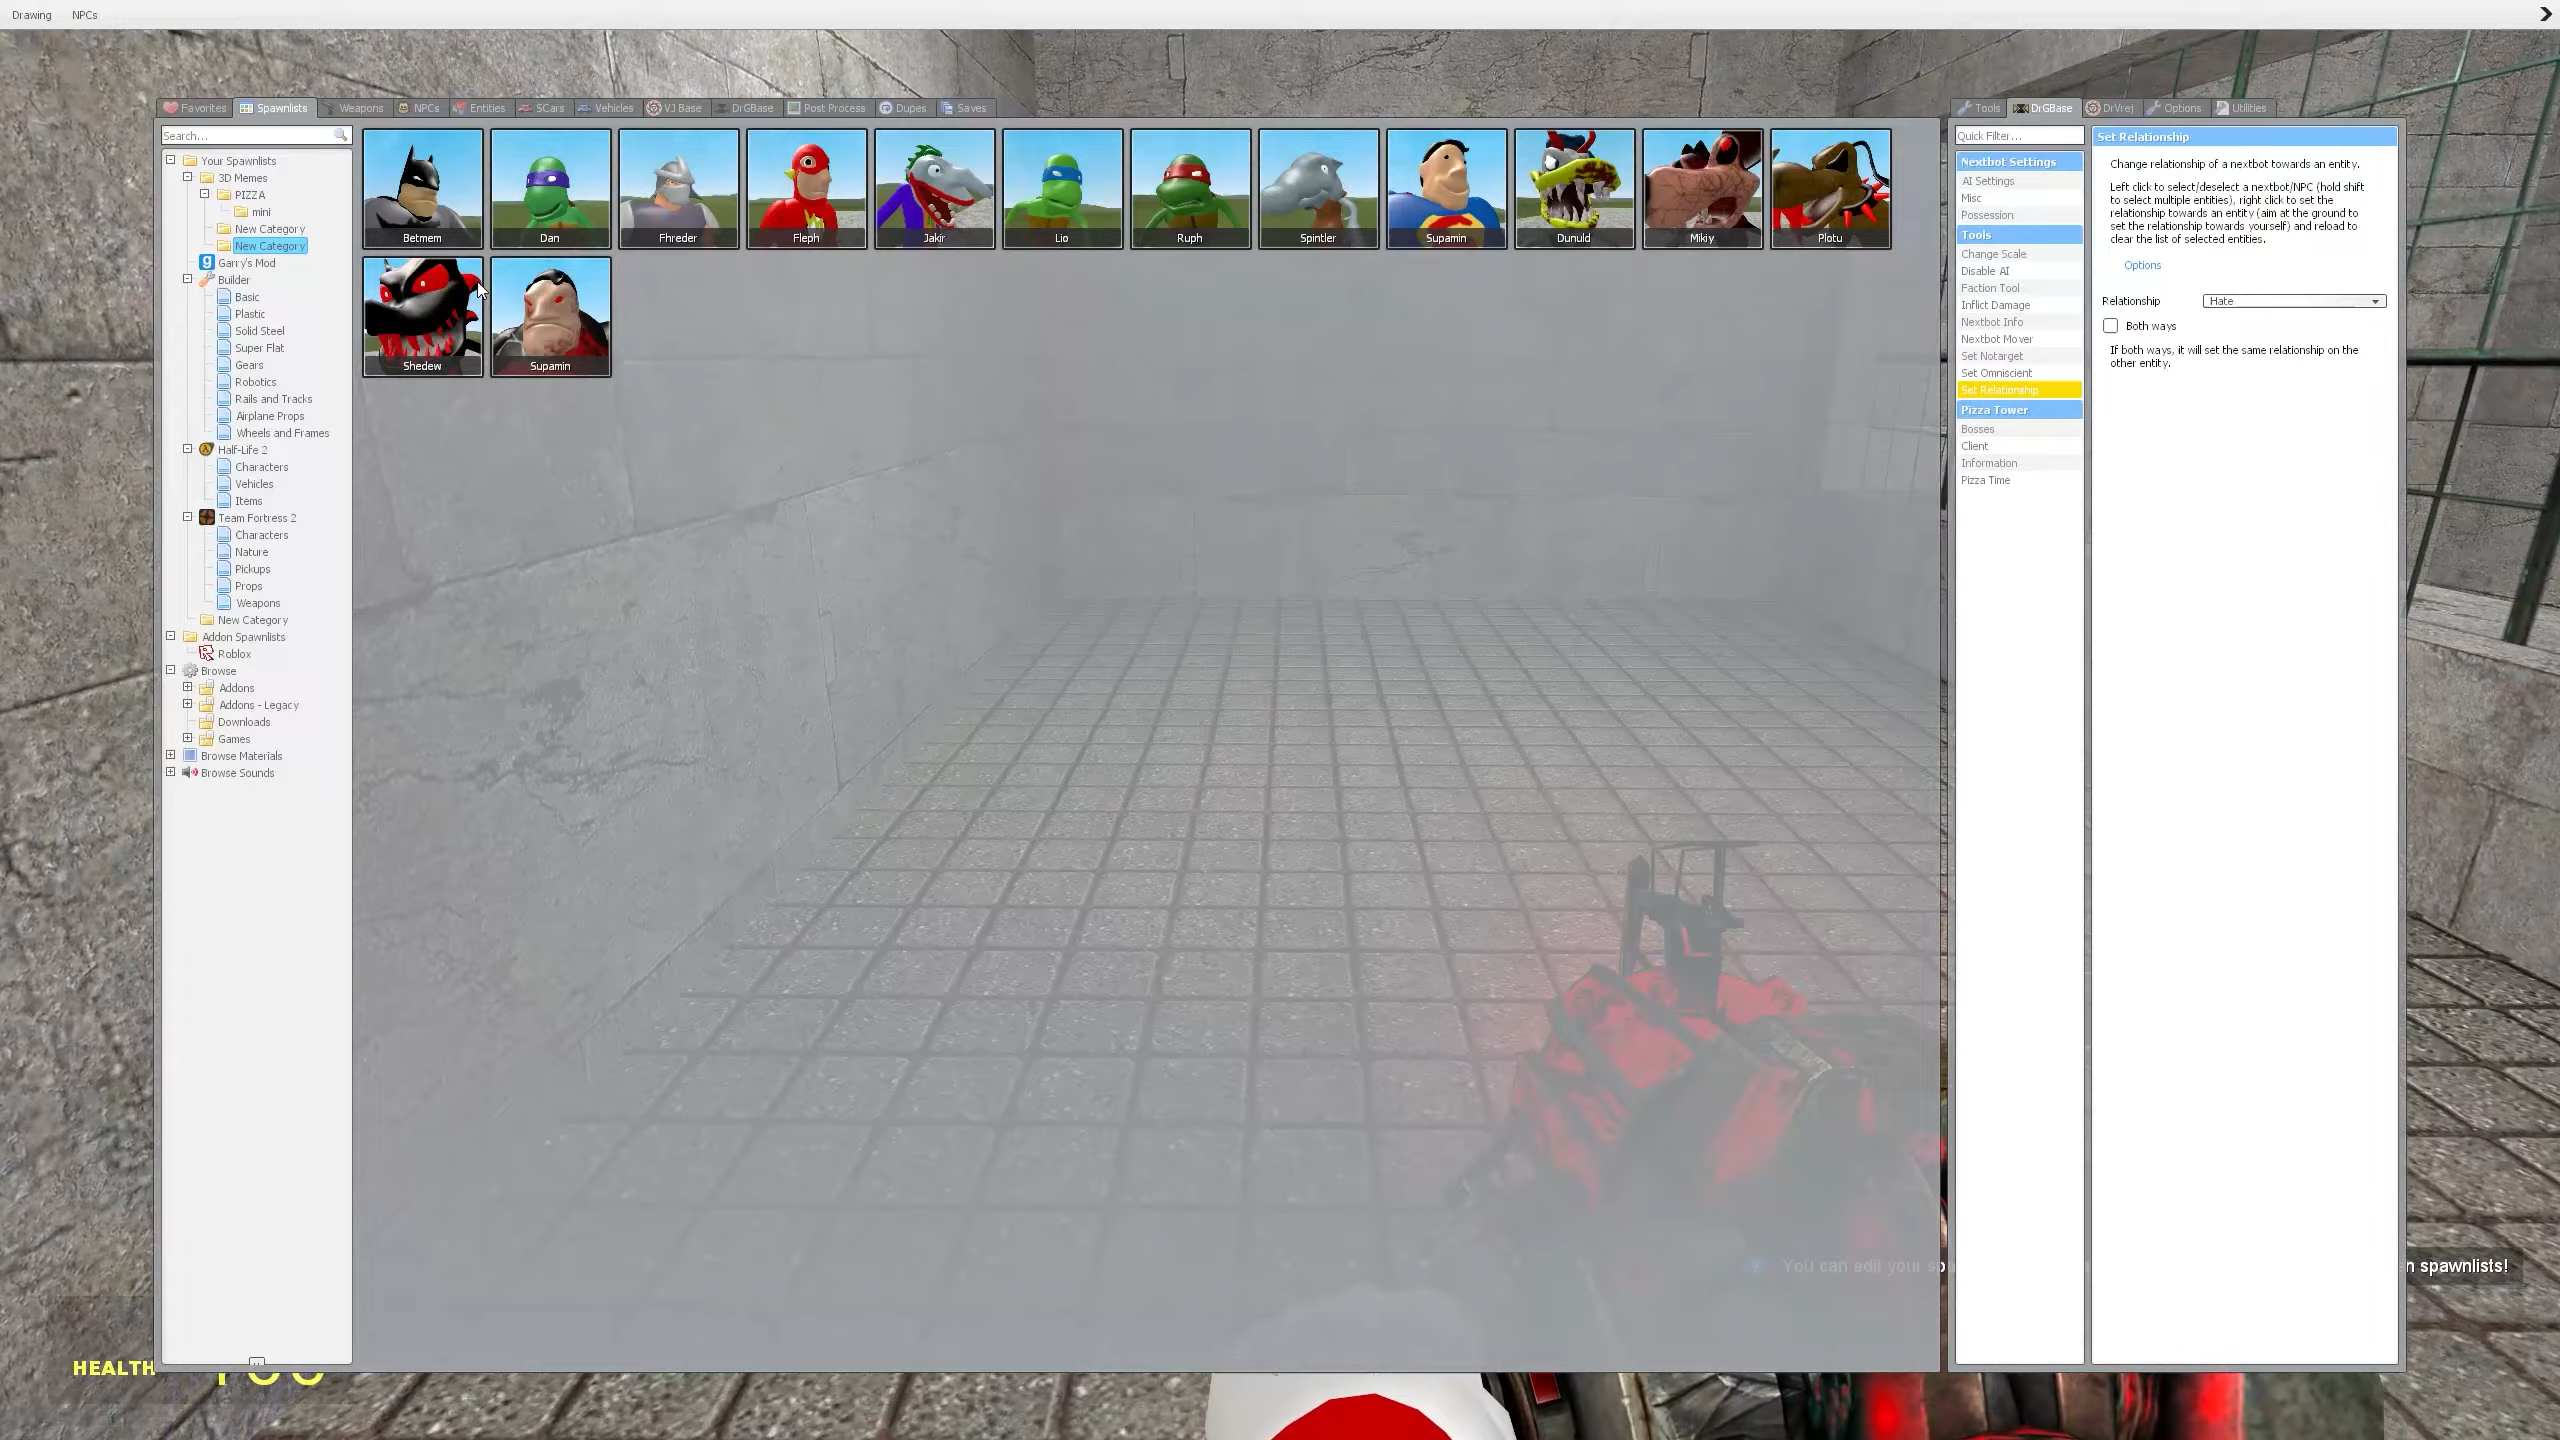 Drawing NPCs
Favorites Spawnlists Weapons NPCs Entities SCars Vehicles VJ Base DrGBase Post Process Dupes Saves
Search...
Your Spawnlists
3D Memes
PIZZA
mini
New Category
New Category
Garry's Mod
Builder
Basic
Plastic
Solid Steel
Super Flat
Gears
Robotics
Rails and Tracks
Airplane Props
Wheels and Frames
Half-Life 2
Characters
Vehicles
Items
Team Fortress 2
Characters
Nature
Pickups
Props
Weapons
New Category
Addon Spawnlists
Roblox
Browse
Addons
Addons - Legacy
Downloads
Games
Browse Materials
Browse Sounds
Betmem Dan Fhreder Fleph Jakir Lio Ruph Spintler Supamin Dunuld Mikiy Plotu
Shedew Supamin
Tools DrGBase DrVrej Options Utilities
Quick Filter...
Nextbot Settings
AI Settings
Misc
Possession
Tools
Change Scale
Disable AI
Faction Tool
Inflict Damage
Nextbot Info
Nextbot Mover
Set Notarget
Set Omniscient
Set Relationship
Pizza Tower
Bosses
Client
Information
Pizza Time
Set Relationship
Change relationship of a nextbot towards an entity.
Left click to select/deselect a nextbot/NPC (hold shift
to select multiple entities), right click to set the
relationship towards an entity (aim at the ground to
set the relationship towards yourself) and reload to
clear the list of selected entities.
Options
Relationship Hate
Both ways
If both ways, it will set the same relationship on the
other entity.
You can edit your spa
n spawnlists!
HEALTH 100